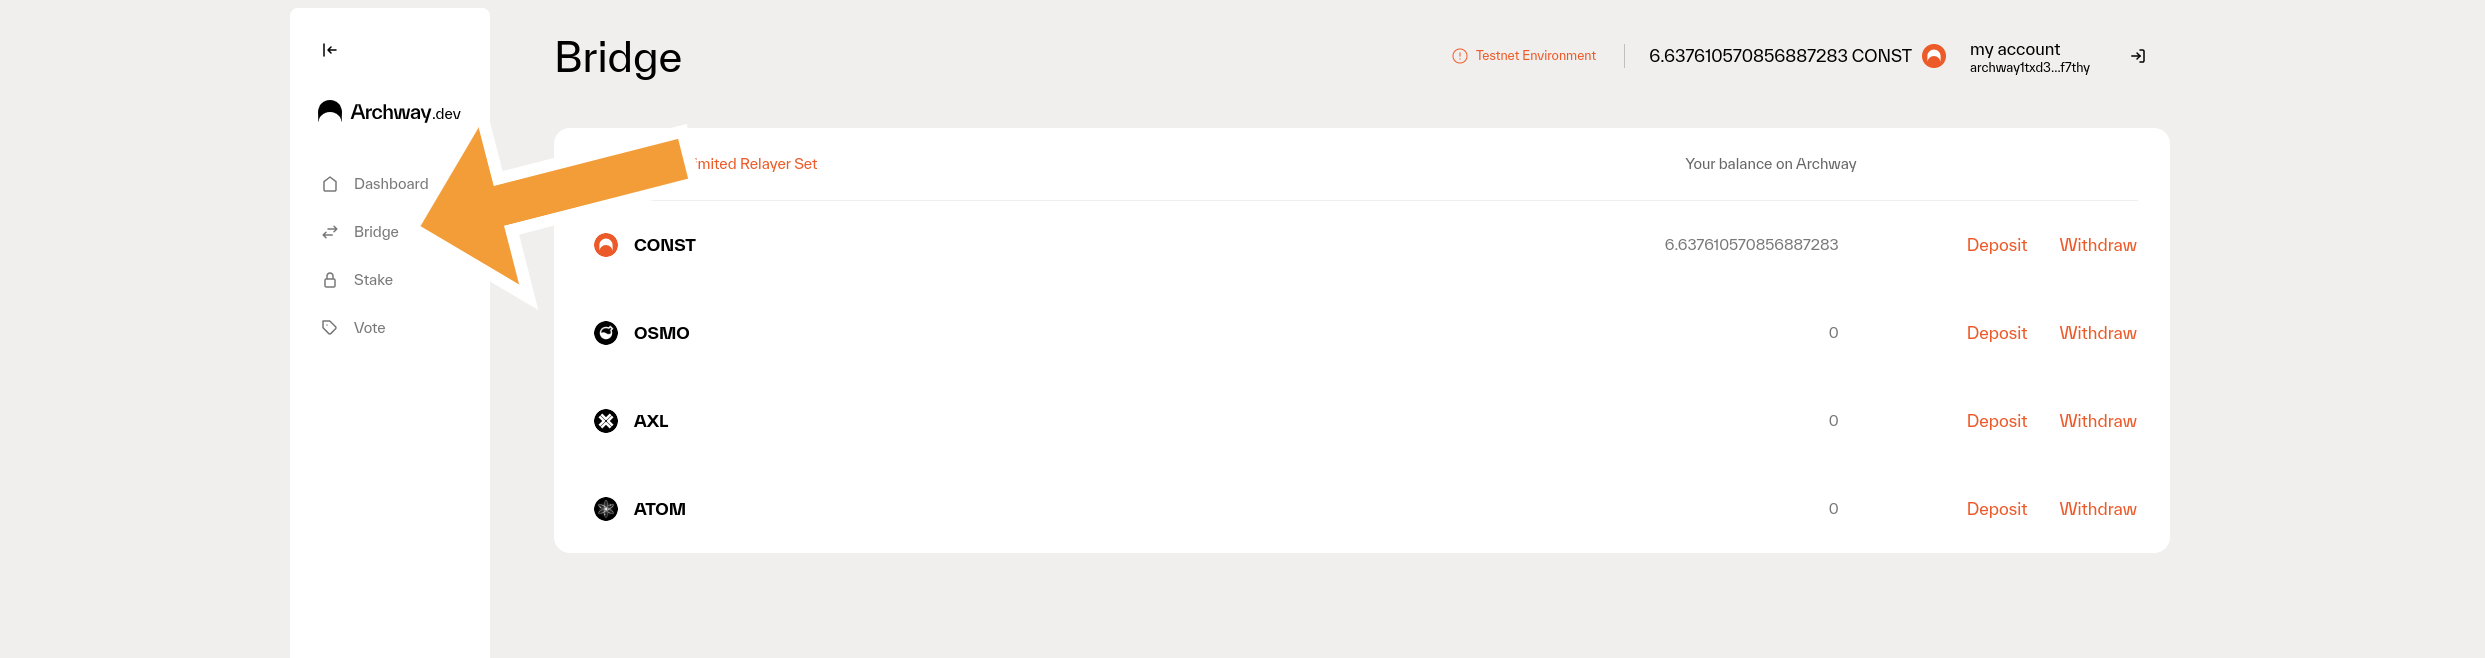 Archway.dev
Dashboard
Bridge
Stake
Vote
Bridge
Testnet Environment
6.637610570856887283 CONST
my account
archway1txd3...f7thy
Relayer Set
Your balance on Archway
CONST
6.637610570856887283
Deposit
Withdraw
OSMO
0
Deposit
Withdraw
AXL
0
Deposit
Withdraw
ATOM
0
Deposit
Withdraw